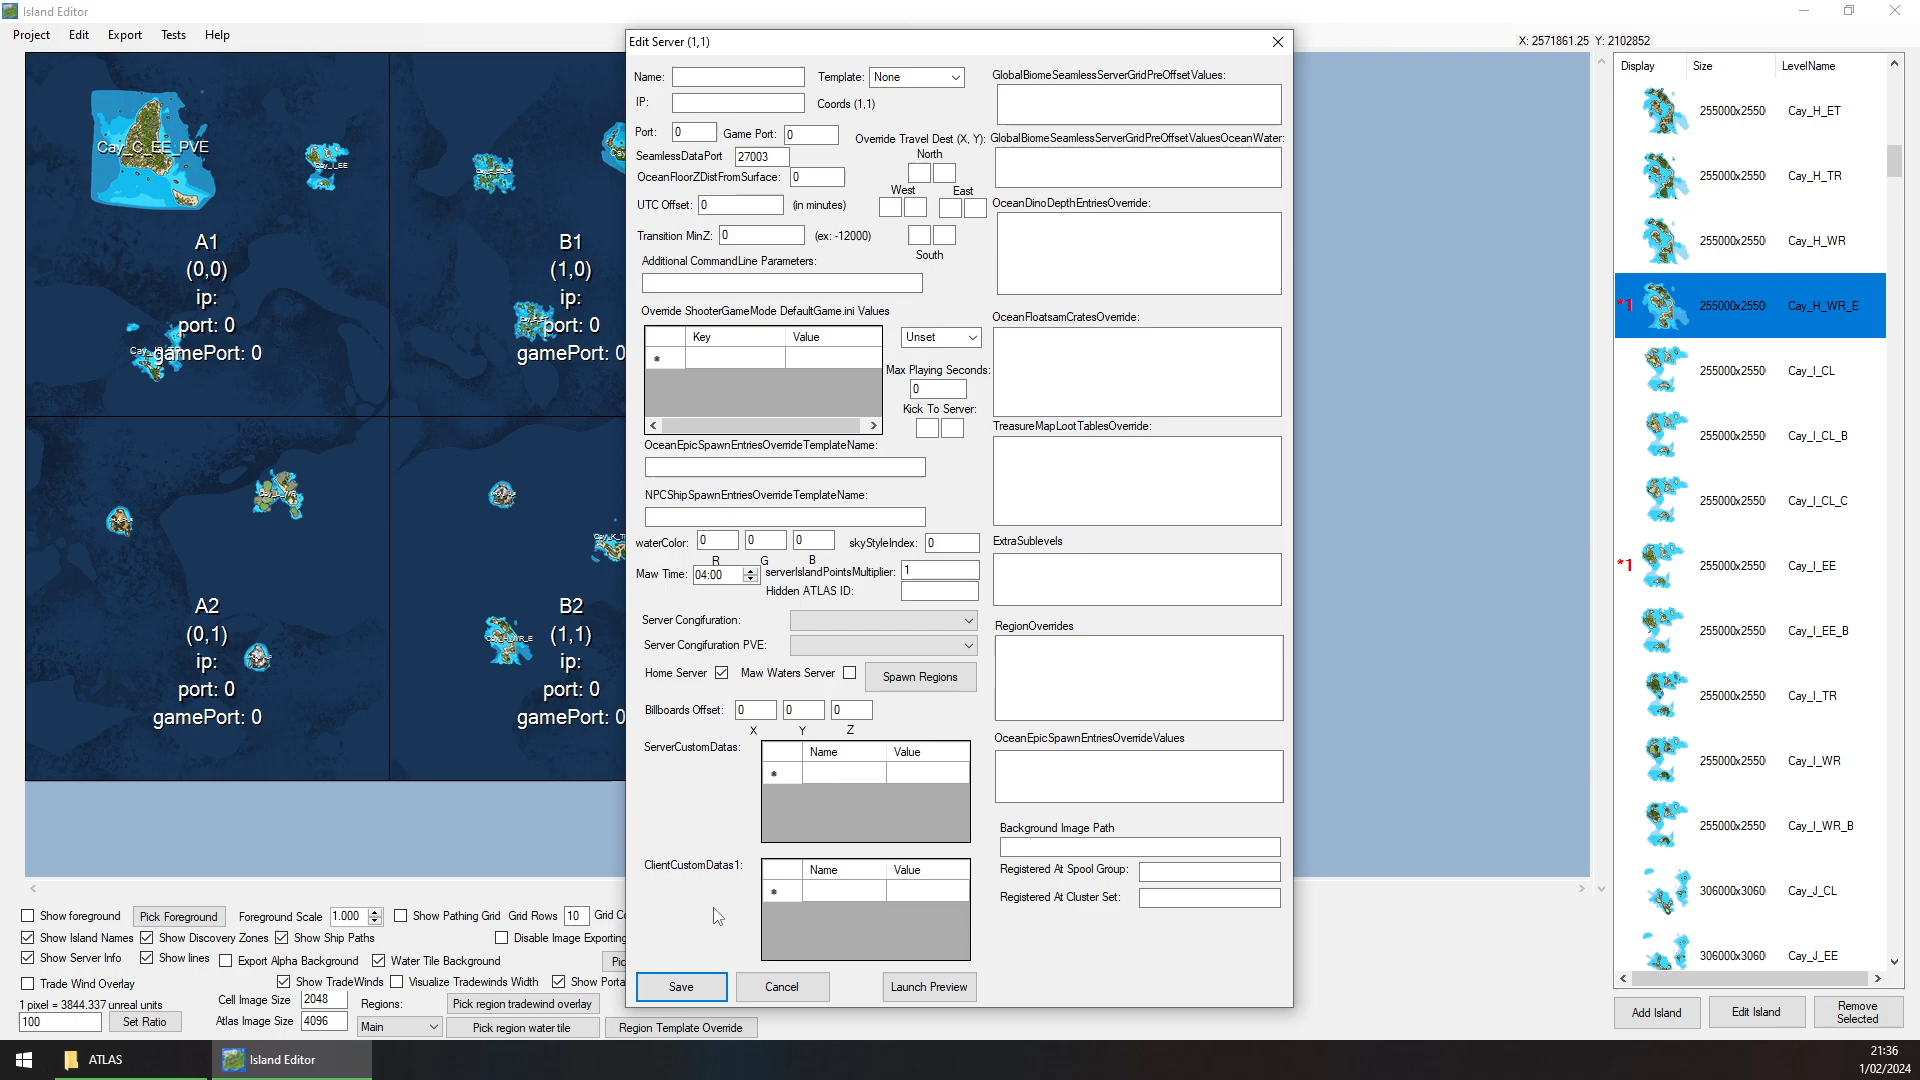 Island Editor
Project Edit Export Tests Help
X: 2571861.25 Y: 2102852
Edit Server (1,1)
Name: Template: None
IP: Coords (1,1)
Port: 0 Game Port: 0 Override Travel Dest (X, Y):
SeamlessDataPort 27003 North
OceanFloorZDistFromSurface: 0
West East
UTC Offset: 0 (in minutes)
Transition MinZ: 0 (ex: -12000)
South
Additional CommandLine Parameters:
Override ShooterGameMode DefaultGame.ini Values
Key Value Unset
Max Playing Seconds:
0
Kick To Server:
OceanEpicSpawnEntriesOverrideTemplateName:
NPCShipSpawnEntriesOverrideTemplateName:
waterColor: 0 0 0 skyStyleIndex: 0
R G B
Maw Time: 04:00 serverIslandPointsMultiplier: 1
Hidden ATLAS ID:
Server Congifuration:
Server Congifuration PVE:
Home Server Maw Waters Server Spawn Regions
Billboards Offset: 0 0 0
X Y Z
ServerCustomDatas: Name Value
ClientCustomDatas1: Name Value
Save Cancel Launch Preview
GlobalBiomeSeamlessServerGridPreOffsetValues:
GlobalBiomeSeamlessServerGridPreOffsetValuesOceanWater:
OceanDinoDepthEntriesOverride:
OceanFloatsamCratesOverride:
TreasureMapLootTablesOverride:
ExtraSublevels
RegionOverrides
OceanEpicSpawnEntriesOverrideValues
Background Image Path
Registered At Spool Group:
Registered At Cluster Set:
Cay_C_EE_PVE
Cay_I_EE
A1
(0,0)
ip:
port: 0
gamePort: 0
B1
(1,0)
ip:
port: 0
gamePort: 0
A2
(0,1)
ip:
port: 0
gamePort: 0
Cay_H_WR_E
B2
(1,1)
ip:
port: 0
gamePort: 0
Display Size LevelName
255000x2550 Cay_H_ET
255000x2550 Cay_H_TR
255000x2550 Cay_H_WR
*1 255000x2550 Cay_H_WR_E
255000x2550 Cay_I_CL
255000x2550 Cay_I_CL_B
255000x2550 Cay_I_CL_C
*1 255000x2550 Cay_I_EE
255000x2550 Cay_I_EE_B
255000x2550 Cay_I_TR
255000x2550 Cay_I_WR
255000x2550 Cay_I_WR_B
306000x3060 Cay_J_CL
306000x3060 Cay_J_EE
Add Island Edit Island Remove Selected
Show foreground Pick Foreground Foreground Scale 1.000 Show Pathing Grid Grid Rows 10 Grid Co
Show Island Names Show Discovery Zones Show Ship Paths Disable Image Exporting
Show Server Info Show lines Export Alpha Background Water Tile Background Pic
Trade Wind Overlay Show TradeWinds Visualize Tradewinds Width Show Porta
1 pixel = 3844.337 unreal units Cell Image Size 2048 Regions: Pick region tradewind overlay
100 Set Ratio Atlas Image Size 4096 Main Pick region water tile Region Template Override
ATLAS Island Editor
21:36
1/02/2024